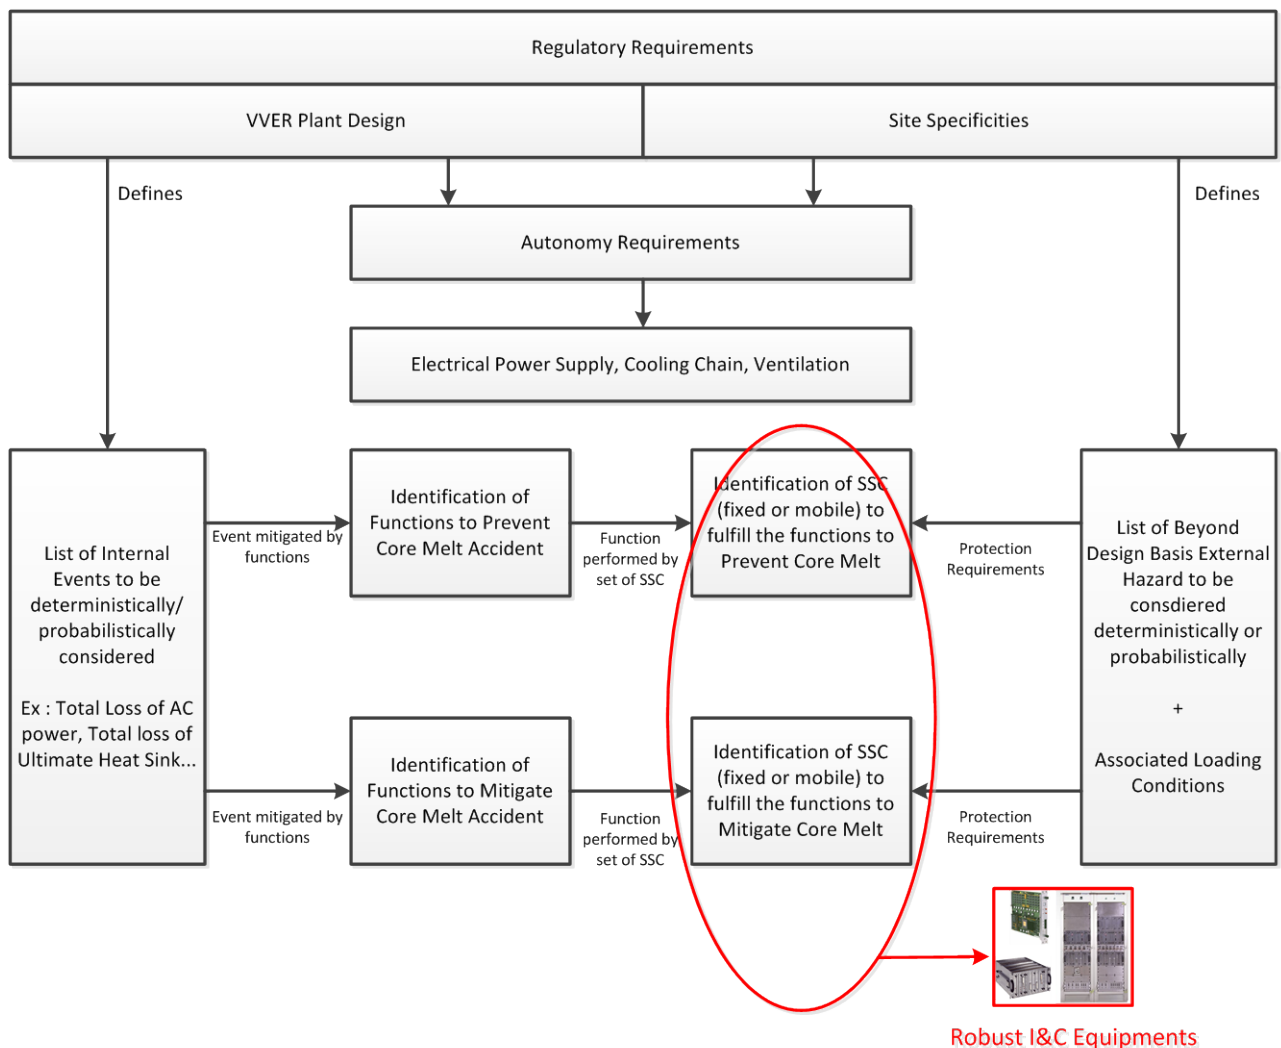 Regulatory Requirements
VVER Plant Design
Site Specificities
Defines
Defines
Autonomy Requirements
Electrical Power Supply, Cooling Chain, Ventilation
List of Internal
Events to be
deterministically/
probabilistically
considered
Ex : Total Loss of AC
power, Total loss of
Ultimate Heat Sink...
Event mitigated by
functions
Identification of
Functions to Prevent
Core Melt Accident
Function
performed by
set of SSC
Identification of SSC
(fixed or mobile) to
fulfill the functions to
Prevent Core Melt
Protection
Requirements
List of Beyond
Design Basis External
Hazard to be
consdiered
deterministically or
probabilistically
+
Associated Loading
Conditions
Event mitigated by
functions
Identification of
Functions to Mitigate
Core Melt Accident
Function
performed by
set of SSC
Identification of SSC
(fixed or mobile) to
fulfill the functions to
Mitigate Core Melt
Protection
Requirements
Robust I&C Equipments